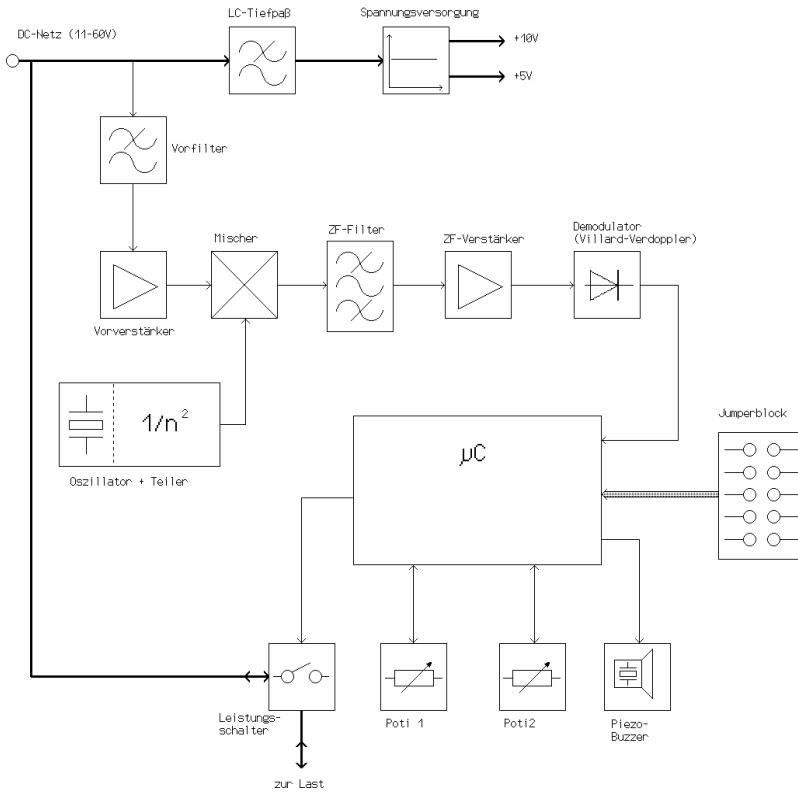 LC-Tiefpaß
Spannungsversorgung
DC-Netz (11-60V)
+10V
+5V
Vorfilter
Mischer
ZF-Filter
ZF-Verstärker
Demodulator
(Villard-Verdoppler)
Vorverstärker
1/n²
Oszillator + Teiler
µC
Jumperblock
Leistungs-
schalter
Poti 1
Poti2
Piezo-
Buzzer
zur Last